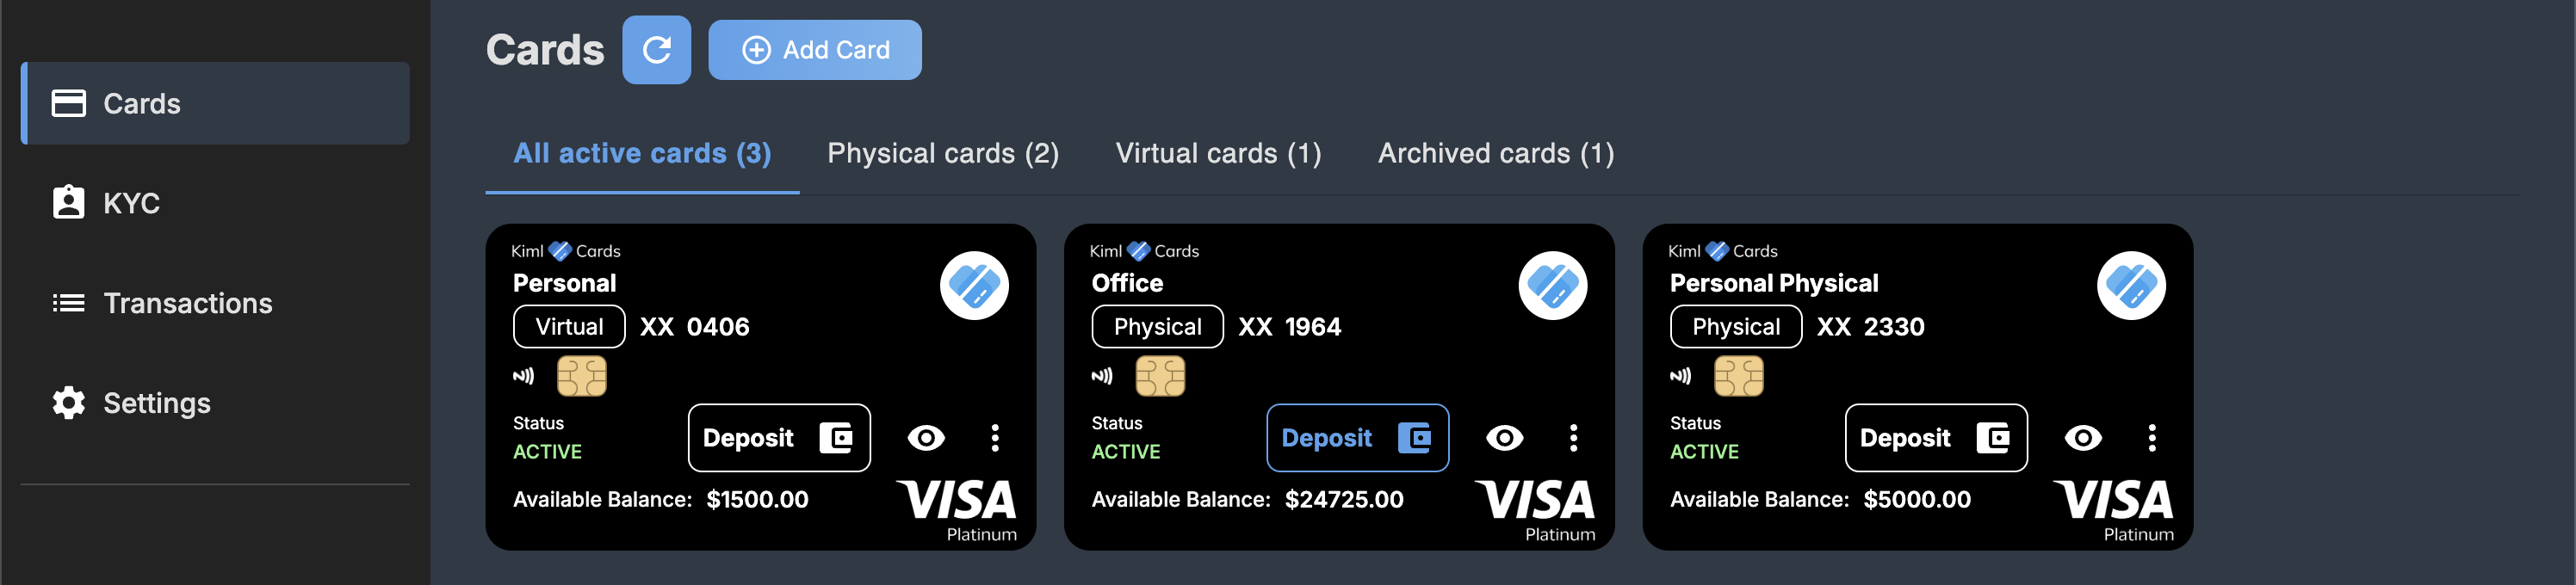 Cards
KYC
Transactions
Settings
Cards
Add Card
All active cards (3) Physical cards (2) Virtual cards (1) Archived cards (1)
Kiml Cards
Personal
Virtual XX 0406
Status
ACTIVE
Deposit
Available Balance: $1500.00
VISA
Platinum
Kiml Cards
Office
Physical XX 1964
Status
ACTIVE
Deposit
Available Balance: $24725.00
VISA
Platinum
Kiml Cards
Personal Physical
Physical XX 2330
Status
ACTIVE
Deposit
Available Balance: $5000.00
VISA
Platinum